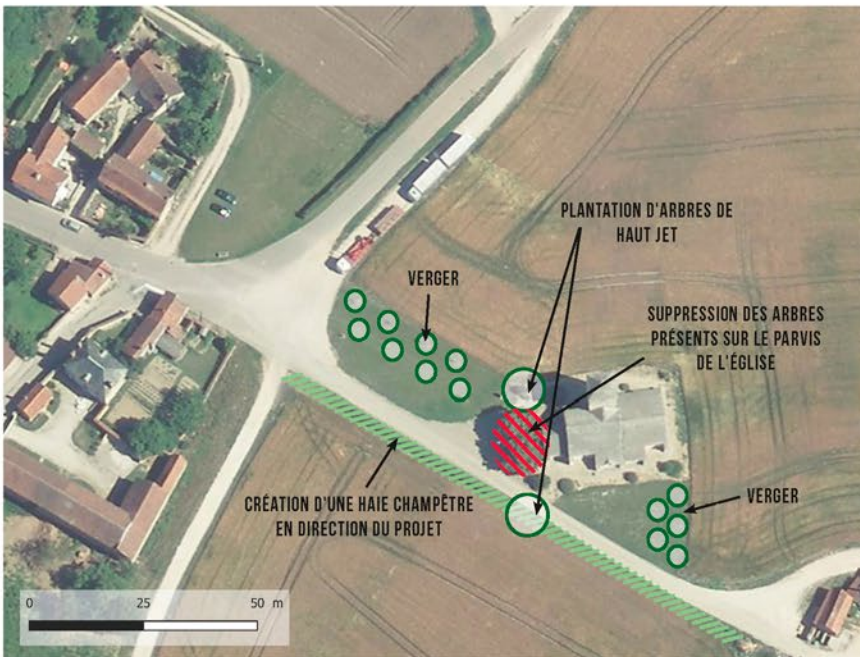 PLANTATION D'ARBRES DE
HAUT JET
VERGER
SUPPRESSION DES ARBRES
PRÉSENTS SUR LE PARVIS
DE L'ÉGLISE
CRÉATION D'UNE HAIE CHAMPÊTRE
EN DIRECTION DU PROJET
VERGER
0 25 50 m